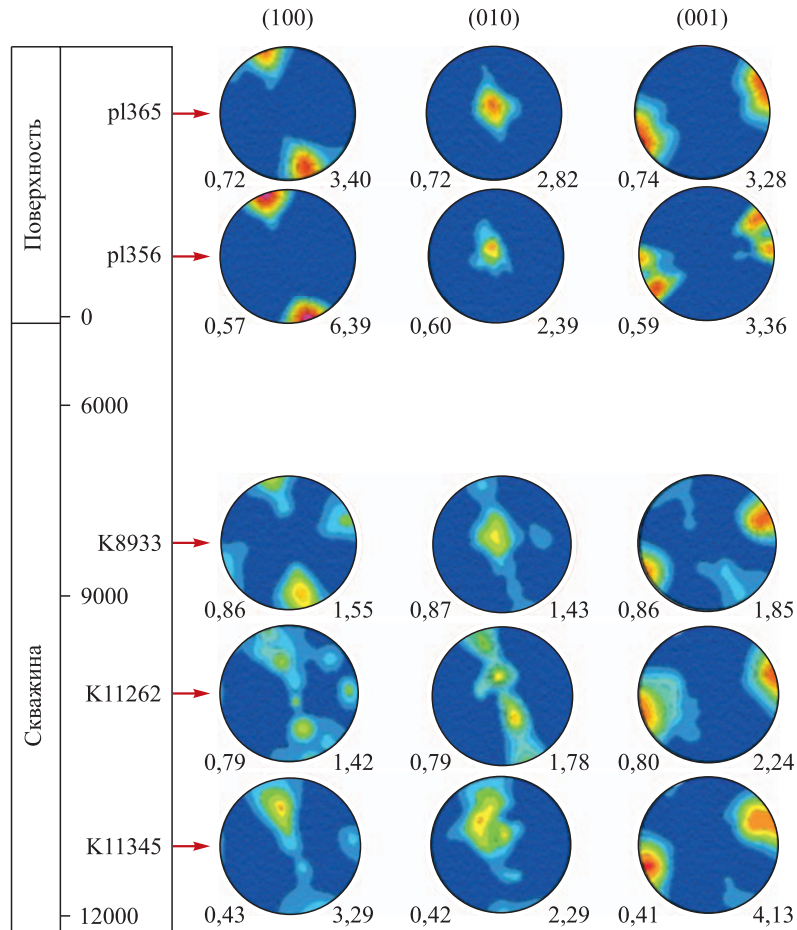 (100) (010) (001)
Поверхность
pl365
0,72 3,40 0,72 2,82 0,74 3,28
pl356
0
0,57 6,39 0,60 2,39 0,59 3,36
Скважина
6000
K8933
9000
0,86 1,55 0,87 1,43 0,86 1,85
K11262
0,79 1,42 0,79 1,78 0,80 2,24
K11345
12000
0,43 3,29 0,42 2,29 0,41 4,13